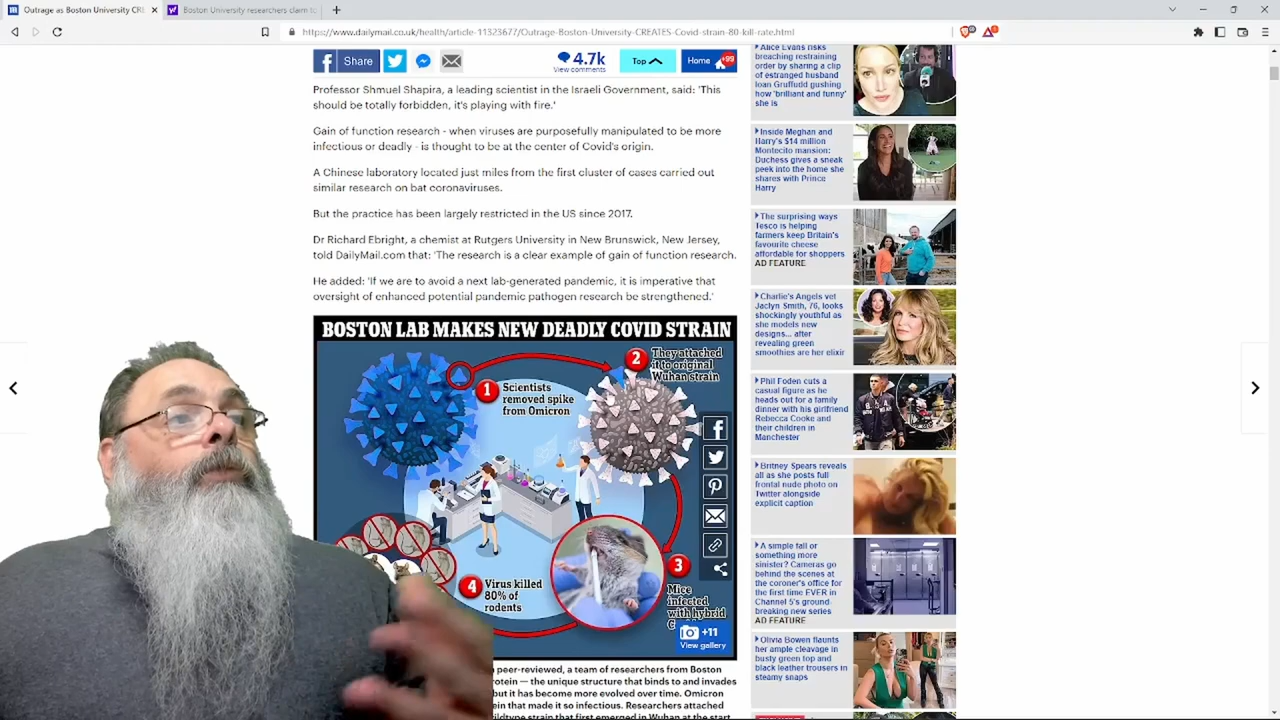 Outrage as Boston University CRE
Boston University researchers claim to
https://www.dailymail.co.uk/health/article-11323677/Outrage-Boston-University-CREATES-Covid-strain-80-kill-rate.html
Share
4.7k
View comments
Top
Home
+99
Professor Shmuel Shapira, a leading scientist in the Israeli Government, said: 'This
should be totally forbidden, it's playing with fire.'
Gain of function research - when viruses are purposefully manipulated to be more
infectious or deadly - is thought to be at the center of Covid's origin.
A Chinese laboratory located just miles from the first cluster of cases carried out
similar research on bat coronaviruses.
But the practice has been largely restricted in the US since 2017.
Dr Richard Ebright, a chemist at Rutgers University in New Brunswick, New Jersey,
told DailyMail.com that: 'The research is a clear example of gain of function research.
He added: 'If we are to avoid a next lab-generated pandemic, it is imperative that
oversight of enhanced potential pandemic pathogen research be strengthened.'
BOSTON LAB MAKES NEW DEADLY COVID STRAIN
1
Scientists
removed spike
from Omicron
2
They attached
it to original
Wuhan strain
3
Mice
infected
with hybrid
4
Virus killed
80% of
rodents
+11
View gallery
peer-reviewed, a team of researchers from Boston
rotein — the unique structure that binds to and invades
but it has become more evolved over time. Omicron
tein that made it so infectious. Researchers attached
ildtype strain that first emerged in Wuhan at the start
Alice Evans risks
breaching restraining
order by sharing a clip
of estranged husband
Ioan Gruffudd gushing
how 'brilliant and funny'
she is
Inside Meghan and
Harry's $14 million
Montecito mansion:
Duchess gives a sneak
peek into the home she
shares with Prince
Harry
The surprising ways
Tesco is helping
farmers keep Britain's
favourite cheese
affordable for shoppers
AD FEATURE
Charlie's Angels vet
Jaclyn Smith, 76, looks
shockingly youthful as
she models new
designs... after
revealing green
smoothies are her elixir
Phil Foden cuts a
casual figure as he
heads out for a family
dinner with his girlfriend
Rebecca Cooke and
their children in
Manchester
Britney Spears reveals
all as she posts full
frontal nude photo on
Twitter alongside
explicit caption
A simple fall or
something more
sinister? Cameras go
behind the scenes at
the coroner's office for
the first time EVER in
Channel 5's ground-
breaking new series
AD FEATURE
Olivia Bowen flaunts
her ample cleavage in
busty green top and
black leather trousers in
steamy snaps